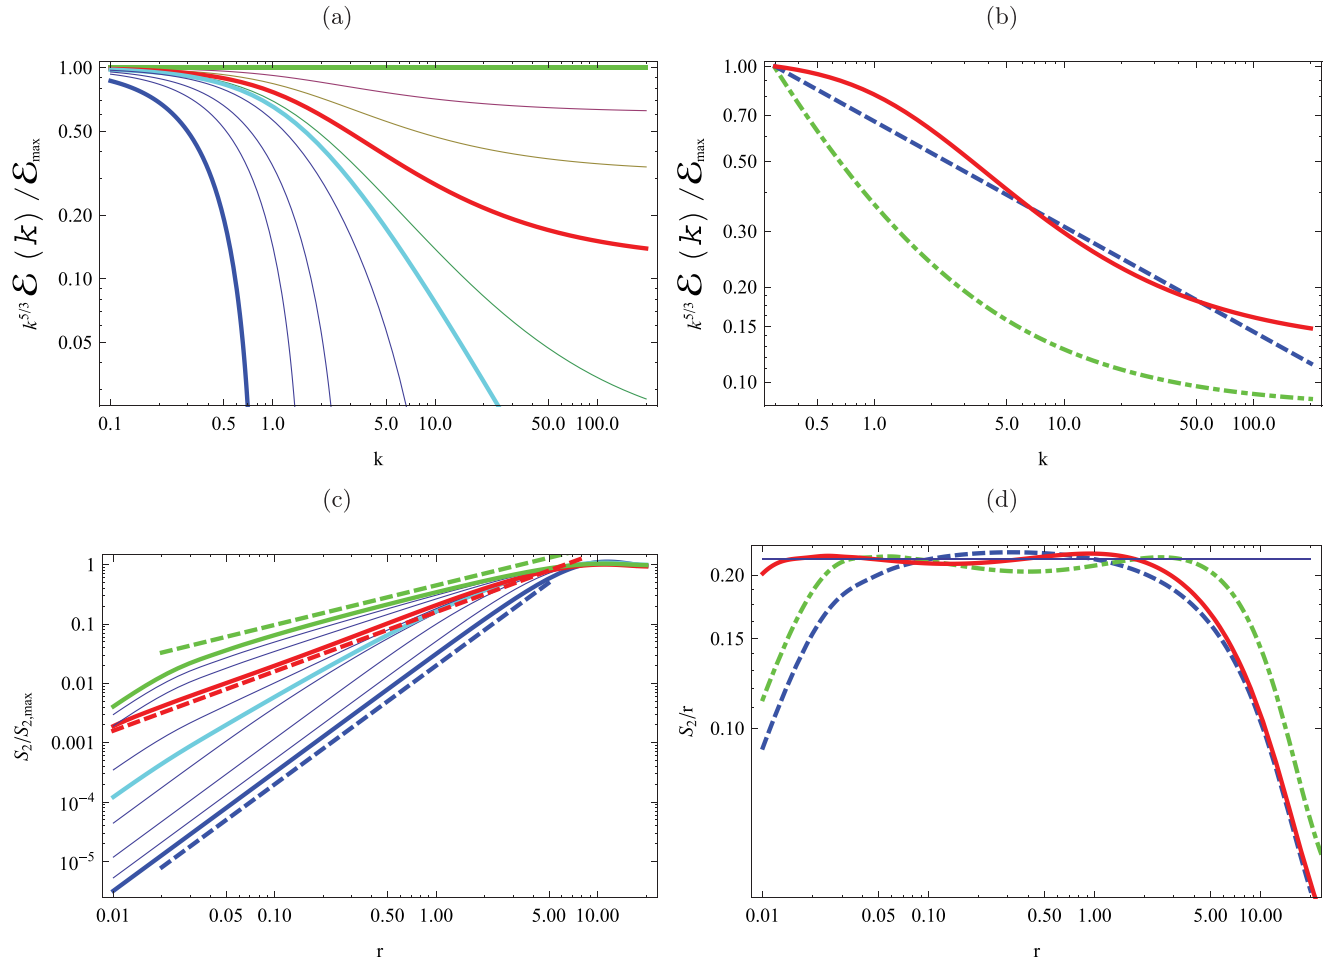 (a)
1.00
0.50
0.20
0.10
0.05
k^{5/3} ℰ (k) / ℰ_{max}
0.1 0.5 1.0 5.0 10.0 50.0 100.0
k
(b)
1.00
0.70
0.50
0.30
0.20
0.15
0.10
k^{5/3} ℰ (k) / ℰ_{max}
0.5 1.0 5.0 10.0 50.0 100.0
k
(c)
1
0.1
0.01
0.001
10^{-4}
10^{-5}
S_2/S_{2,max}
0.01 0.05 0.10 0.50 1.00 5.00 10.00
r
(d)
0.20
0.15
0.10
S_2/r
0.01 0.05 0.10 0.50 1.00 5.00 10.00
r